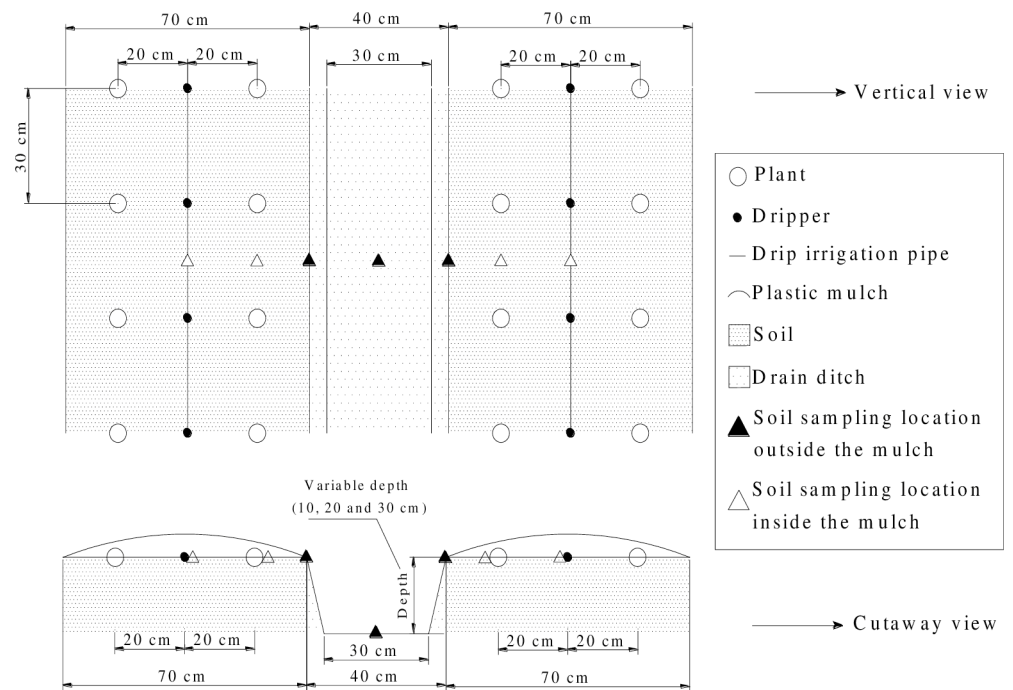 70 cm
40 cm
70 cm
20 cm
20 cm
30 cm
20 cm
20 cm
30 cm
Vertical view
Plant
Dripper
Drip irrigation pipe
Plastic mulch
Soil
Drain ditch
Soil sampling location
outside the mulch
Soil sampling location
inside the mulch
Variable depth
(10, 20 and 30 cm)
Depth
20 cm
20 cm
30 cm
20 cm
20 cm
70 cm
40 cm
70 cm
Cutaway view